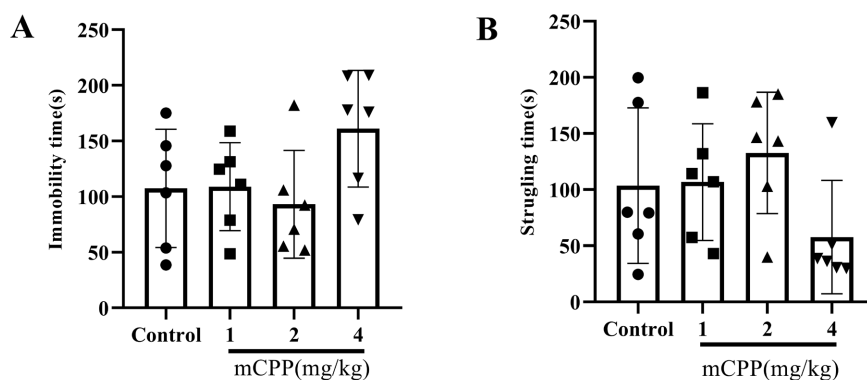 A
Immobility time(s)
250
200
150
100
50
0
Control 1 2 4
mCPP(mg/kg)
B
Strugling time(s)
250
200
150
100
50
0
Control 1 2 4
mCPP(mg/kg)